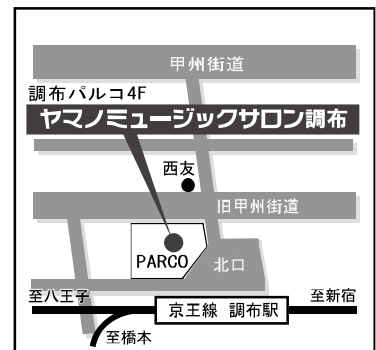 甲州街道
調布パルコ4F
ヤマノミュージックサロン調布
西友
旧甲州街道
PARCO
北口
至八王子
京王線 調布駅
至新宿
至橋本